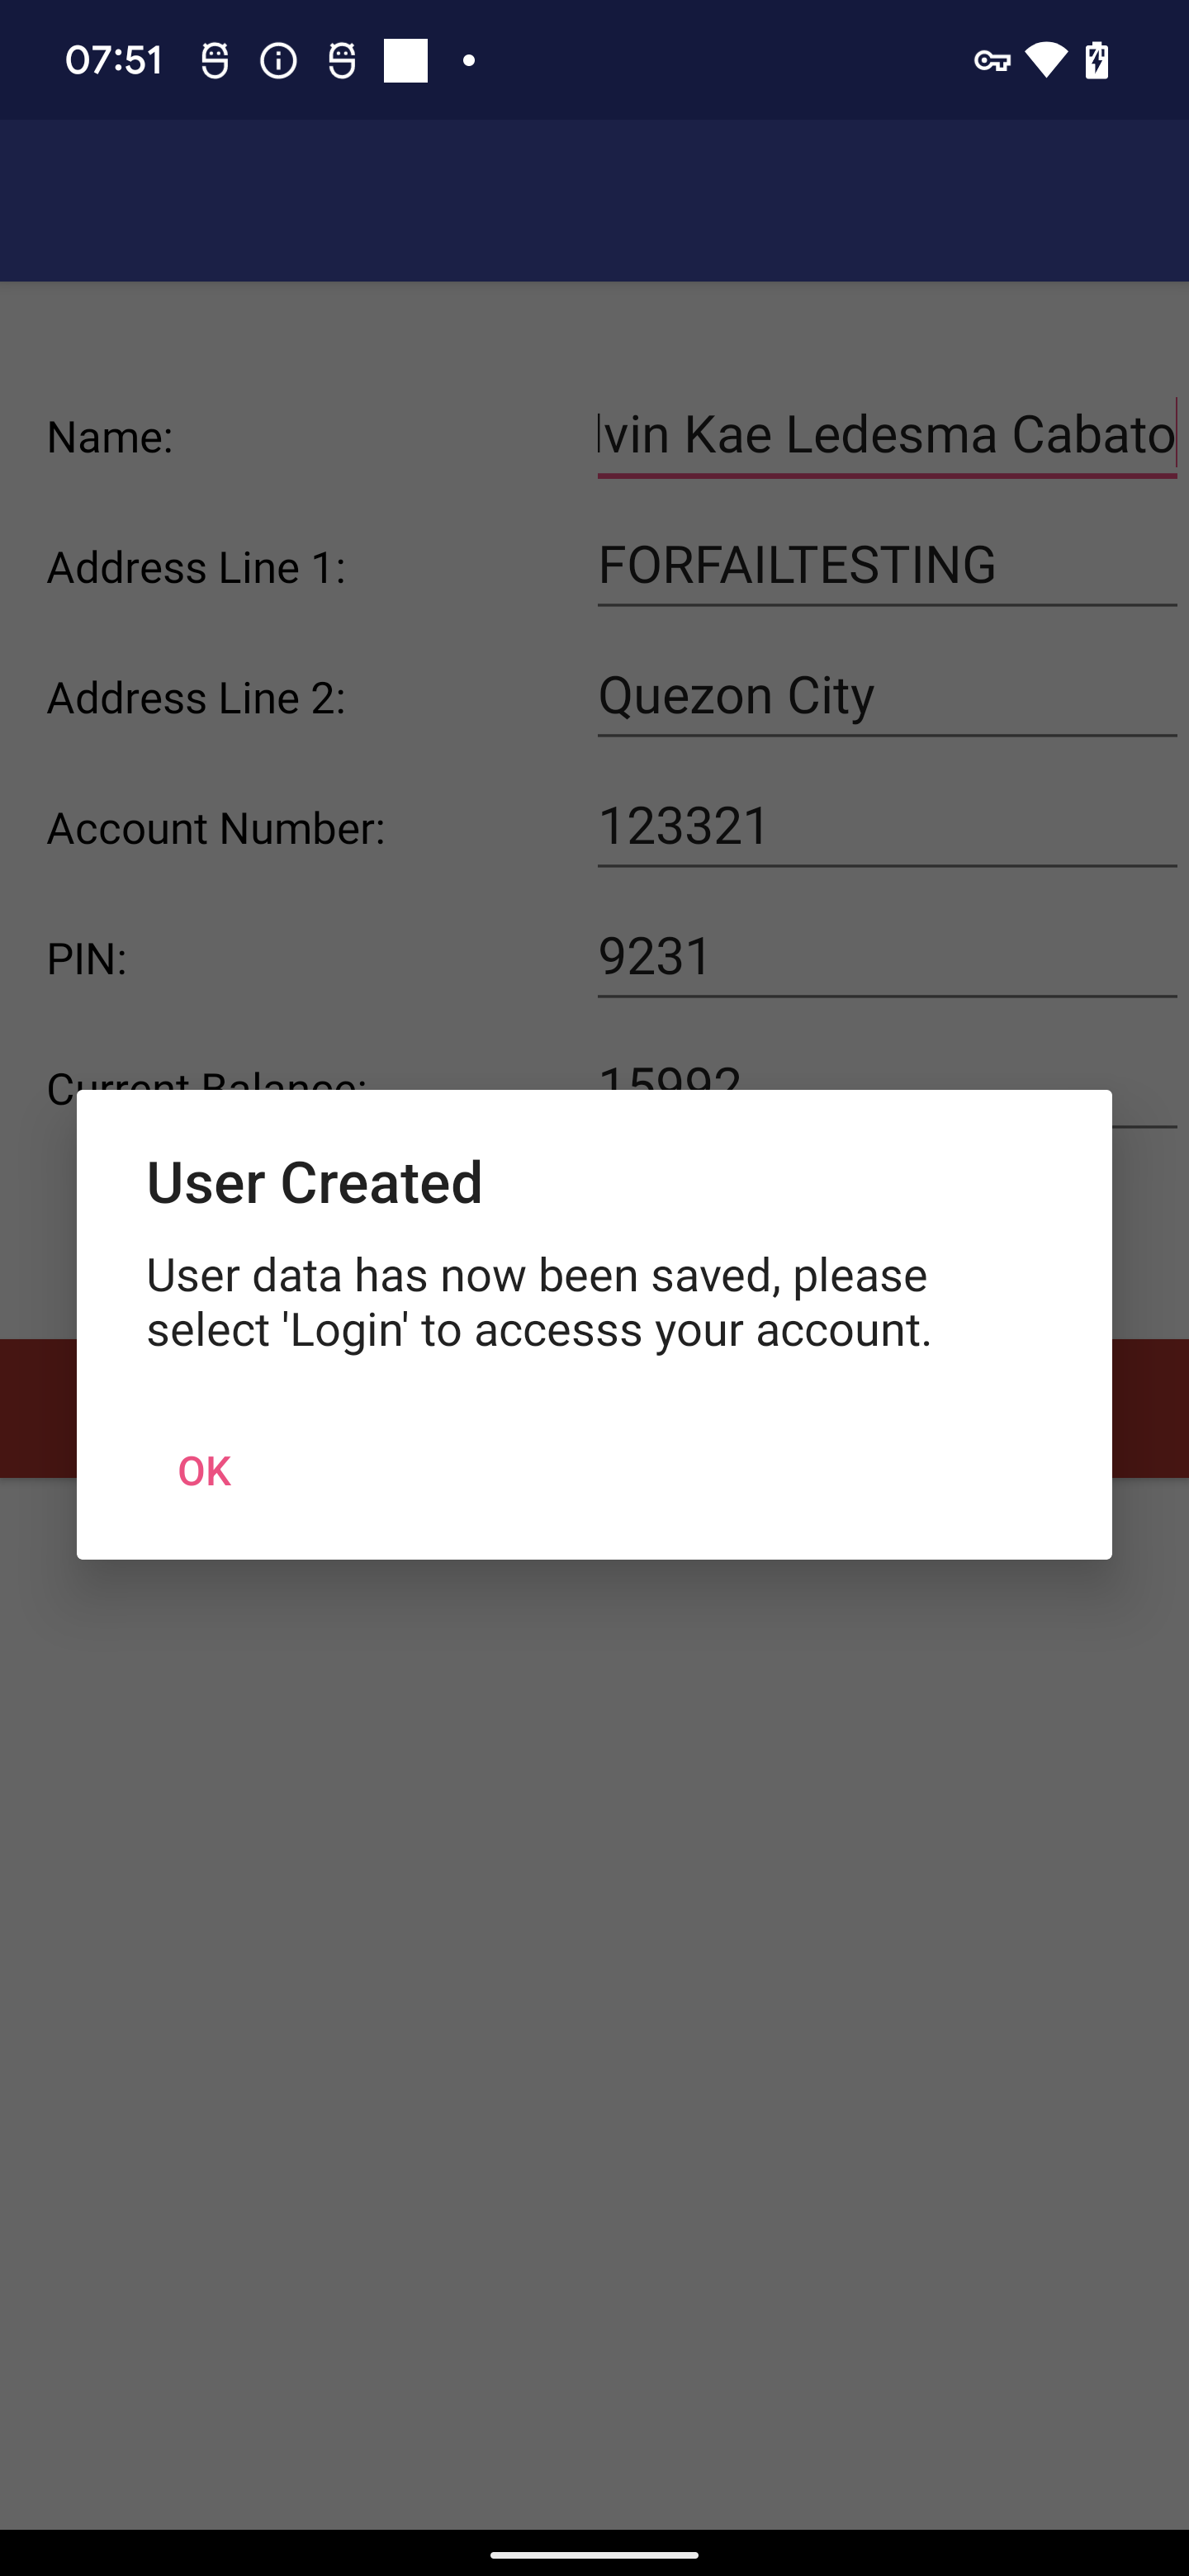 07:51
Name:
lvin Kae Ledesma Cabato
Address Line 1:
FORFAILTESTING
Address Line 2:
Quezon City
Account Number:
123321
PIN:
9231
Current Balance:
15992
User Created
User data has now been saved, please
select 'Login' to accesss your account.
OK